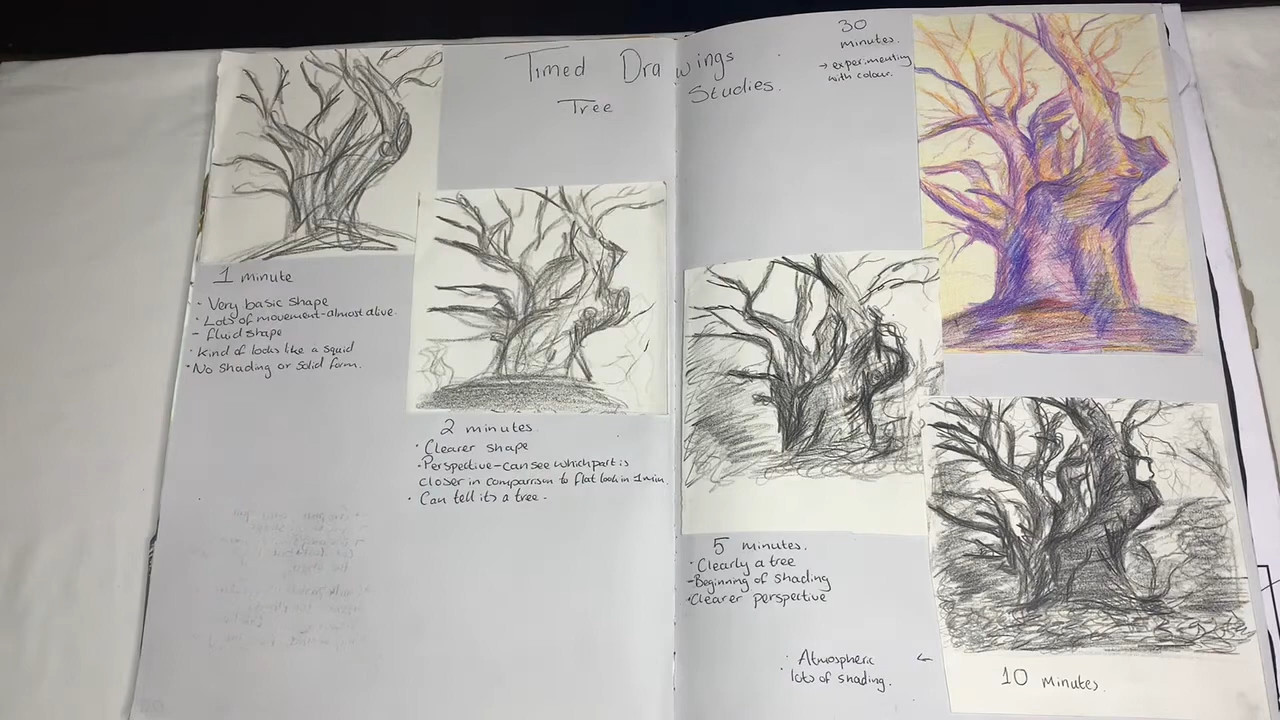 Timed Drawings
Tree Studies.
1 minute
• Very basic shape
• Lots of movement-almost alive.
- fluid shape
• Kind of looks like a squid
• No shading or solid form.
2 minutes
• Clearer shape
• Perspective-can see which part is
closer in comparrison to flat look in 1 min.
• Can tell its a tree.
5 minutes.
• Clearly a tree
- Beginning of shading
• Clearer perspective
30
minutes.
→ experimenting
with colour.
• Atmospheric ←
• lots of shading.
10 minutes.